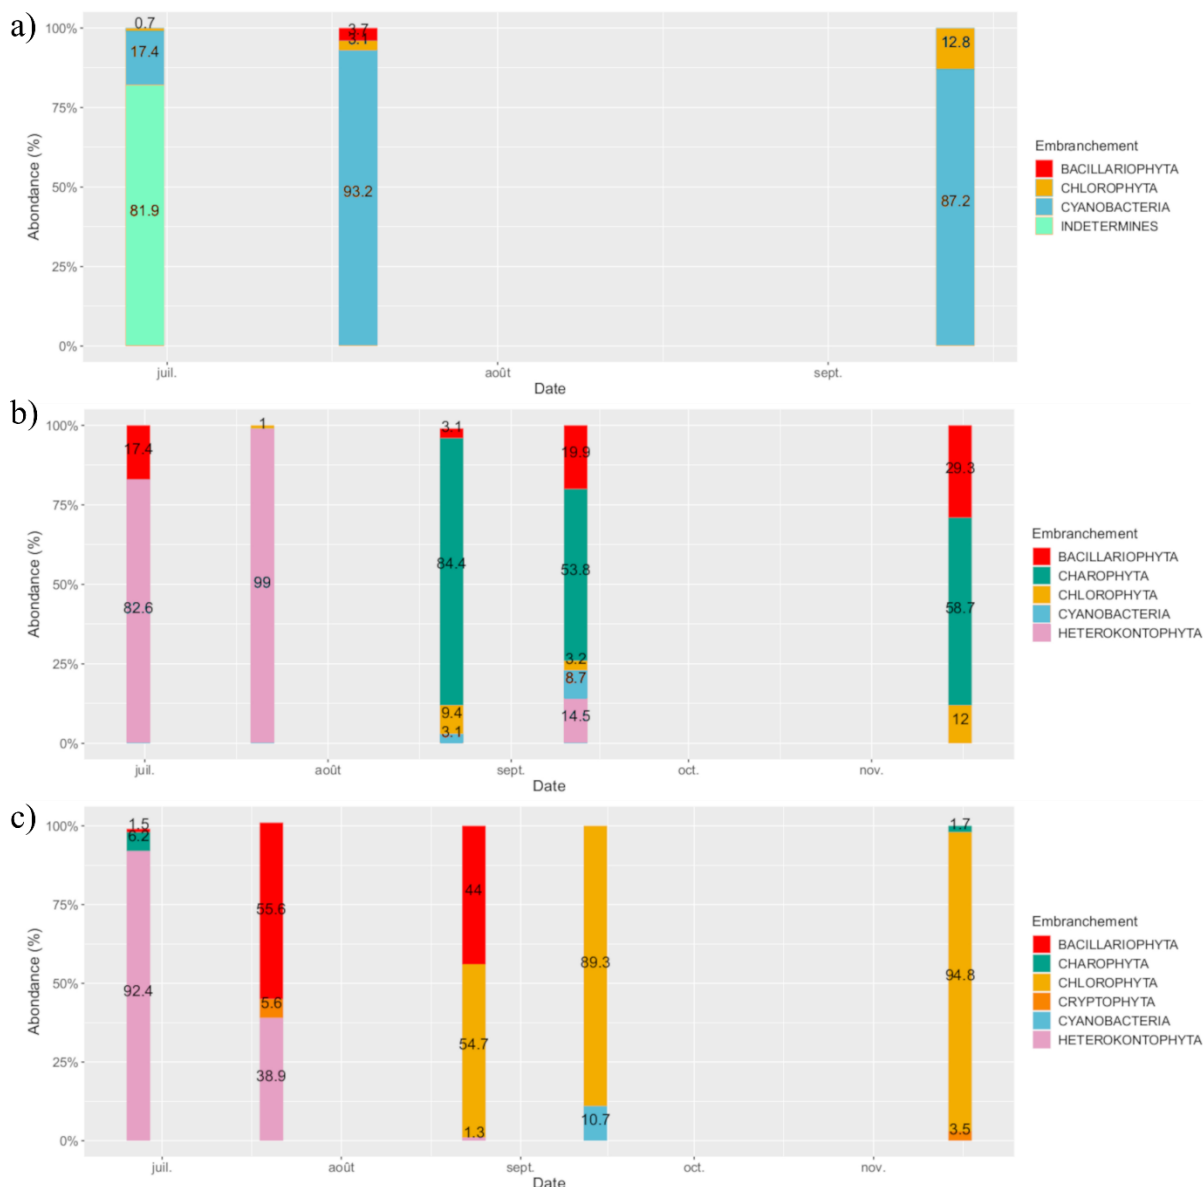 a)
Abondance (%)
100%
75%
50%
25%
0%
0.7
17.4
81.9
3.7
3.1
93.2
12.8
87.2
juil.
août
sept.
Date
Embranchement
BACILLARIOPHYTA
CHLOROPHYTA
CYANOBACTERIA
INDETERMINES
b)
Abondance (%)
100%
75%
50%
25%
0%
17.4
82.6
1
99
3.1
84.4
9.4
3.1
19.9
53.8
3.2
8.7
14.5
29.3
58.7
12
juil.
août
sept.
oct.
nov.
Date
Embranchement
BACILLARIOPHYTA
CHAROPHYTA
CHLOROPHYTA
CYANOBACTERIA
HETEROKONTOPHYTA
c)
Abondance (%)
100%
75%
50%
25%
0%
1.5
6.2
92.4
55.6
5.6
38.9
44
54.7
1.3
89.3
10.7
1.7
94.8
3.5
juil.
août
sept.
oct.
nov.
Date
Embranchement
BACILLARIOPHYTA
CHAROPHYTA
CHLOROPHYTA
CRYPTOPHYTA
CYANOBACTERIA
HETEROKONTOPHYTA